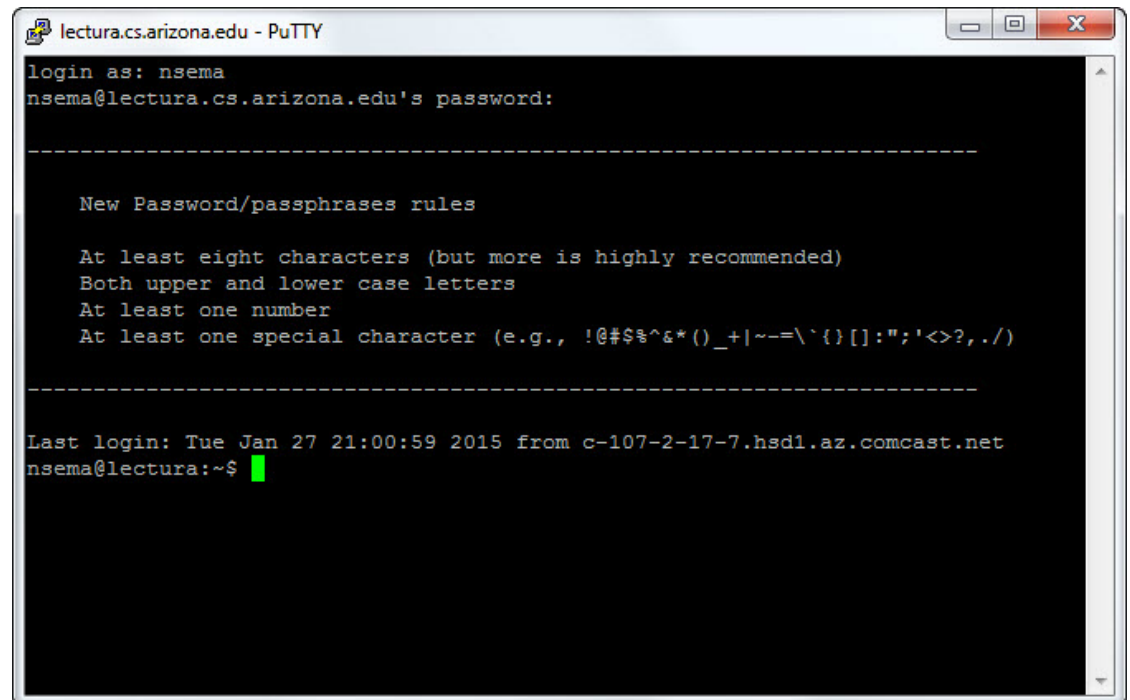 lectura.cs.arizona.edu - PuTTY
login as: nsema
nsema@lectura.cs.arizona.edu's password:
-------------------------------------------------------------------------
New Password/passphrases rules
At least eight characters (but more is highly recommended)
Both upper and lower case letters
At least one number
At least one special character (e.g., !@#$%^&*()_+|~-=\`{}[]:";'<>?,./)
-------------------------------------------------------------------------
Last login: Tue Jan 27 21:00:59 2015 from c-107-2-17-7.hsd1.az.comcast.net
nsema@lectura:~$